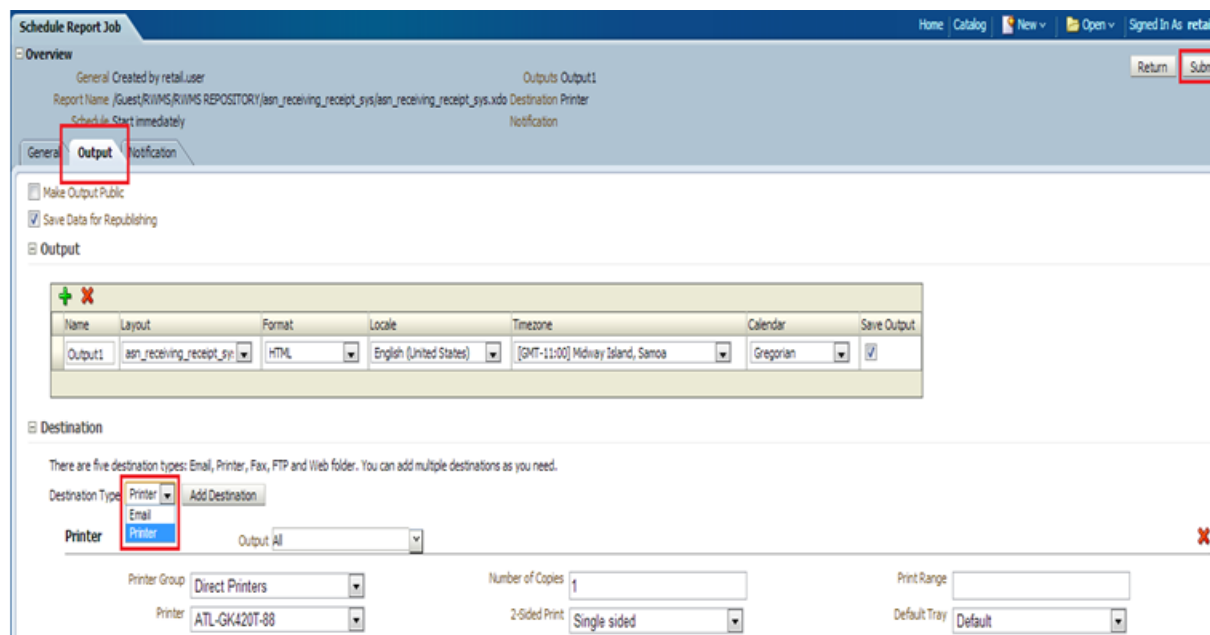 Schedule Report Job
Home Catalog New Open Signed In As retai
Overview
General Created by retail.user
Outputs Output1
Return Subm
Report Name /Guest/RWMS/RWMS REPOSITORY/asn_receiving_receipt_sys/asn_receiving_receipt_sys.xdo Destination Printer
Schedule Start immediately
Notification
General Output Notification
Make Output Public
Save Data for Republishing
Output
Name Layout Format Locale Timezone Calendar Save Output
Output1 asn_receiving_receipt_sy: HTML English (United States) [GMT-11:00] Midway Island, Samoa Gregorian
Destination
There are five destination types: Email, Printer, Fax, FTP and Web folder. You can add multiple destinations as you need.
Destination Type Printer Add Destination
Email
Printer
Printer Output All
Printer Group Direct Printers Number of Copies 1 Print Range
Printer ATL-GK420T-88 2-Sided Print Single sided Default Tray Default